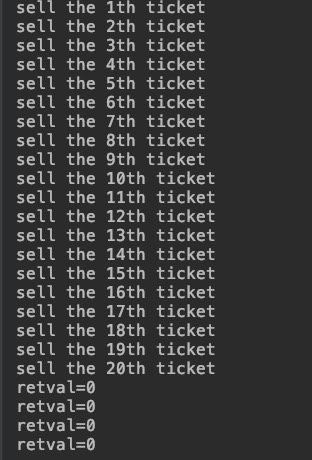 sell the 1th ticket
sell the 2th ticket
sell the 3th ticket
sell the 4th ticket
sell the 5th ticket
sell the 6th ticket
sell the 7th ticket
sell the 8th ticket
sell the 9th ticket
sell the 10th ticket
sell the 11th ticket
sell the 12th ticket
sell the 13th ticket
sell the 14th ticket
sell the 15th ticket
sell the 16th ticket
sell the 17th ticket
sell the 18th ticket
sell the 19th ticket
sell the 20th ticket
retval=0
retval=0
retval=0
retval=0